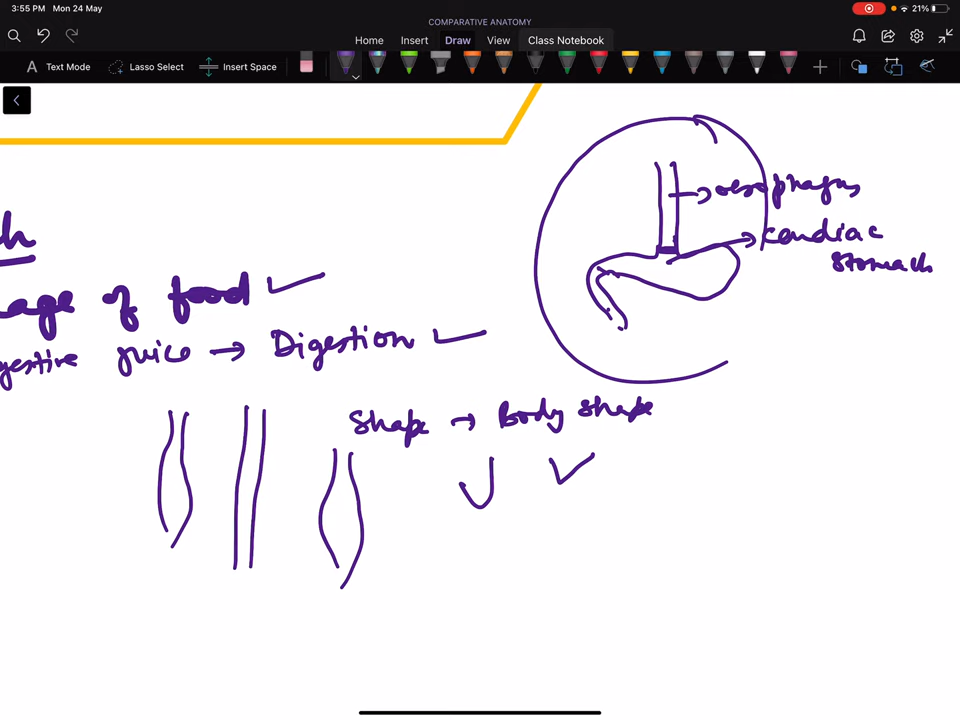 3:55 PM Mon 24 May
21%
COMPARATIVE ANATOMY
Home Insert Draw View Class Notebook
Text Mode Lasso Select Insert Space
oesophagus
cardiac
stomach
age of food
gestive juice → Digestion
Shape → Body shape
J